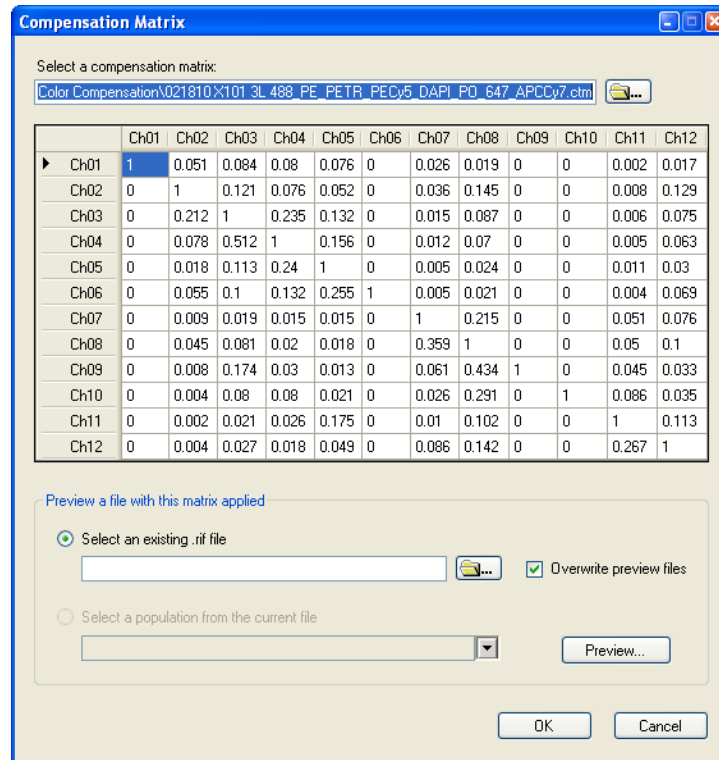 Compensation Matrix
Select a compensation matrix:
Color Compensation\021810 X101 3L 488_PE_PETR_PECy5_DAPI_PO_647_APCCy7.ctm
...
Ch01 Ch02 Ch03 Ch04 Ch05 Ch06 Ch07 Ch08 Ch09 Ch10 Ch11 Ch12
Ch01 1 0.051 0.084 0.08 0.076 0 0.026 0.019 0 0 0.002 0.017
Ch02 0 1 0.121 0.076 0.052 0 0.036 0.145 0 0 0.008 0.129
Ch03 0 0.212 1 0.235 0.132 0 0.015 0.087 0 0 0.006 0.075
Ch04 0 0.078 0.512 1 0.156 0 0.012 0.07 0 0 0.005 0.063
Ch05 0 0.018 0.113 0.24 1 0 0.005 0.024 0 0 0.011 0.03
Ch06 0 0.055 0.1 0.132 0.255 1 0.005 0.021 0 0 0.004 0.069
Ch07 0 0.009 0.019 0.015 0.015 0 1 0.215 0 0 0.051 0.076
Ch08 0 0.045 0.081 0.02 0.018 0 0.359 1 0 0 0.05 0.1
Ch09 0 0.008 0.174 0.03 0.013 0 0.061 0.434 1 0 0.045 0.033
Ch10 0 0.004 0.08 0.08 0.021 0 0.026 0.291 0 1 0.086 0.035
Ch11 0 0.002 0.021 0.026 0.175 0 0.01 0.102 0 0 1 0.113
Ch12 0 0.004 0.027 0.018 0.049 0 0.086 0.142 0 0 0.267 1
Preview a file with this matrix applied
Select an existing .rif file
... Overwrite preview files
Select a population from the current file
Preview...
OK Cancel